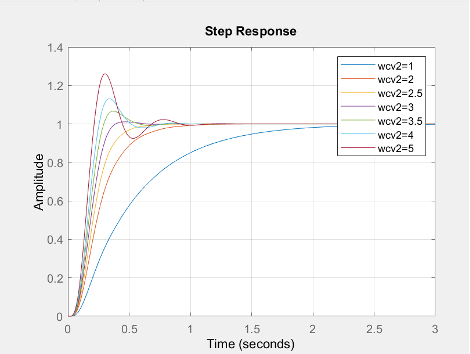 Step Response
1.4
1.2
1
0.8
0.6
0.4
0.2
0
Amplitude
wcv2=1
wcv2=2
wcv2=2.5
wcv2=3
wcv2=3.5
wcv2=4
wcv2=5
0 0.5 1 1.5 2 2.5 3
Time (seconds)